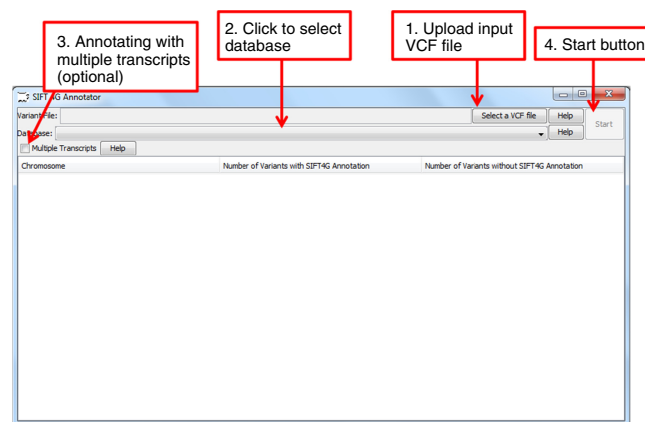 3. Annotating with
multiple transcripts
(optional)
2. Click to select
database
1. Upload input
VCF file
4. Start button
SIFT4G Annotator
Variant File:
Select a VCF file
Help
Start
Database:
Help
Multiple Transcripts
Help
Chromosome
Number of Variants with SIFT4G Annotation
Number of Variants without SIFT4G Annotation